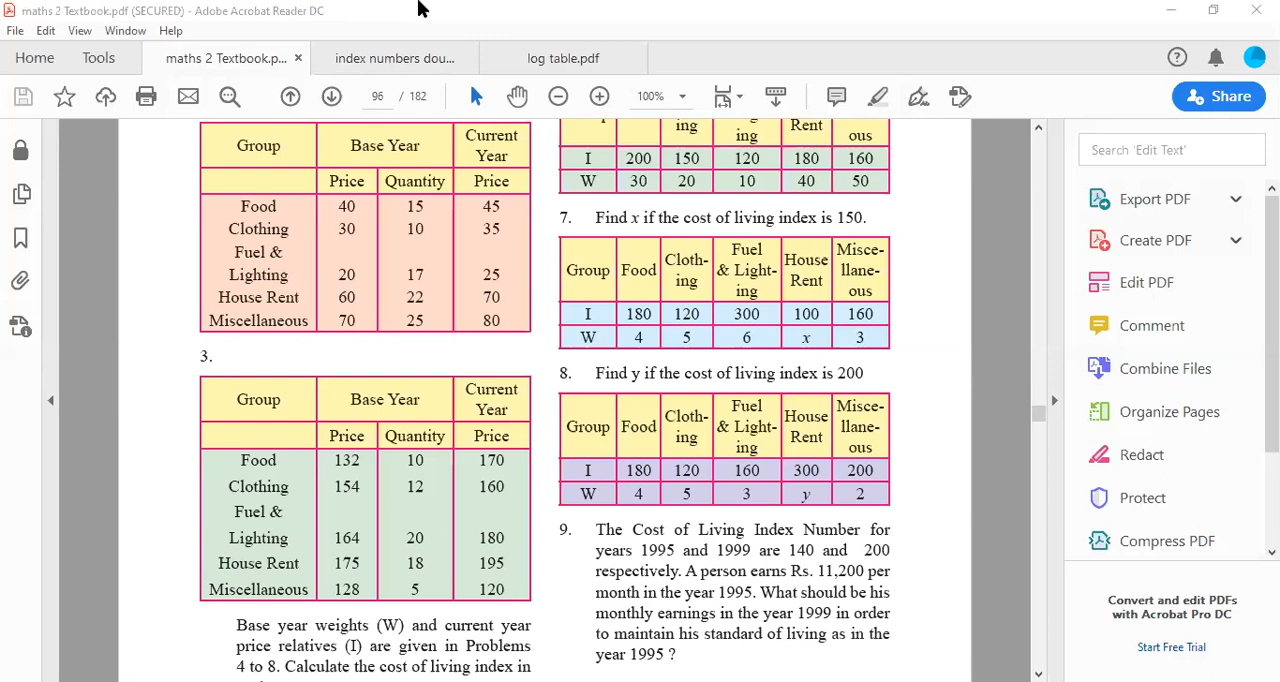 maths 2 Textbook.pdf (SECURED) - Adobe Acrobat Reader DC
File Edit View Window Help
Home Tools maths 2 Textbook.p... × index numbers dou... log table.pdf
96 / 182 100% Share
Group Base Year Current Year
Price Quantity Price
Food 40 15 45
Clothing 30 10 35
Fuel &
Lighting 20 17 25
House Rent 60 22 70
Miscellaneous 70 25 80
3.
Group Base Year Current Year
Price Quantity Price
Food 132 10 170
Clothing 154 12 160
Fuel &
Lighting 164 20 180
House Rent 175 18 195
Miscellaneous 128 5 120
Base year weights (W) and current year
price relatives (I) are given in Problems
4 to 8. Calculate the cost of living index in
ing ing Rent ous
I 200 150 120 180 160
W 30 20 10 40 50
7. Find x if the cost of living index is 150.
Group Food Cloth-ing Fuel & Light-ing House Rent Misce-llane-ous
I 180 120 300 100 160
W 4 5 6 x 3
8. Find y if the cost of living index is 200
Group Food Cloth-ing Fuel & Light-ing House Rent Misce-llane-ous
I 180 120 160 300 200
W 4 5 3 y 2
9. The Cost of Living Index Number for
years 1995 and 1999 are 140 and 200
respectively. A person earns Rs. 11,200 per
month in the year 1995. What should be his
monthly earnings in the year 1999 in order
to maintain his standard of living as in the
year 1995 ?
Search 'Edit Text'
Export PDF
Create PDF
Edit PDF
Comment
Combine Files
Organize Pages
Redact
Protect
Compress PDF
Convert and edit PDFs
with Acrobat Pro DC
Start Free Trial